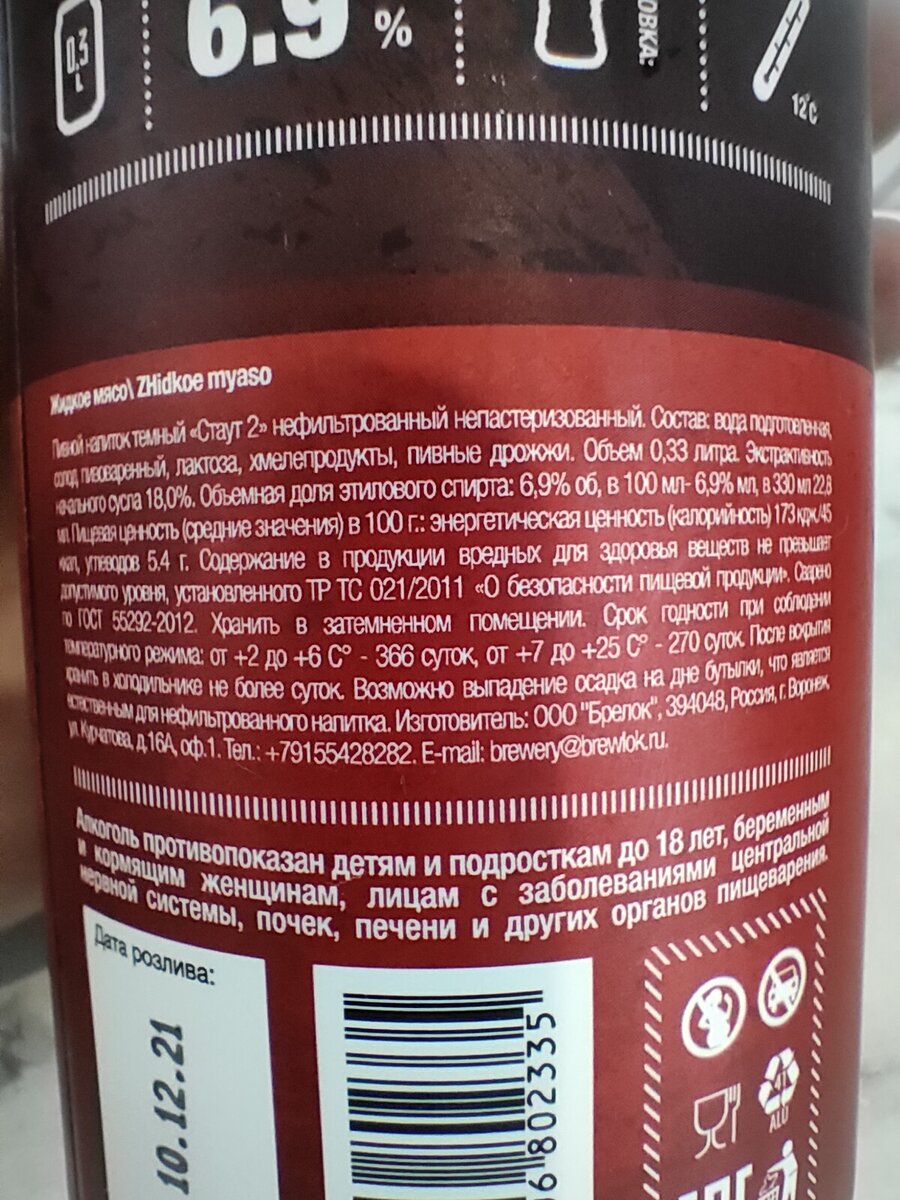 0,3
L
6.9 %
ОВКА:
12°C
Жидкое мясо\ ZHidkoe myaso
Пивной напиток темный «Стаут 2» нефильтрованный непастеризованный. Состав: вода подготовленная,
солод пивоваренный, лактоза, хмелепродукты, пивные дрожжи. Объем 0,33 литра. Экстрактивность
начального сусла 18,0%. Объемная доля этилового спирта: 6,9% об, в 100 мл- 6,9% мл, в 330 мл 22,8
мл. Пищевая ценность (средние значения) в 100 г.: энергетическая ценность (калорийность) 173 кдж./45
ккал, углеводов 5.4 г. Содержание в продукции вредных для здоровья веществ не превышает
допустимого уровня, установленного ТР ТС 021/2011 «О безопасности пищевой продукции». Сварено
по ГОСТ 55292-2012. Хранить в затемненном помещении. Срок годности при соблюдении
температурного режима: от +2 до +6 С° - 366 суток, от +7 до +25 С° - 270 суток. После вскрытия
хранить в холодильнике не более суток. Возможно выпадение осадка на дне бутылки, что является
естественным для нефильтрованного напитка. Изготовитель: ООО "Брелок", 394048, Россия, г. Воронеж,
ул. Курчатова, д.16А, оф.1. Тел.: +79155428282. E-mail: brewery@brewlok.ru.
Алкоголь противопоказан детям и подросткам до 18 лет, беременным
и кормящим женщинам, лицам с заболеваниями центральной
нервной системы, почек, печени и других органов пищеварения.
Дата розлива:
10.12.21
6802335
41
ALU